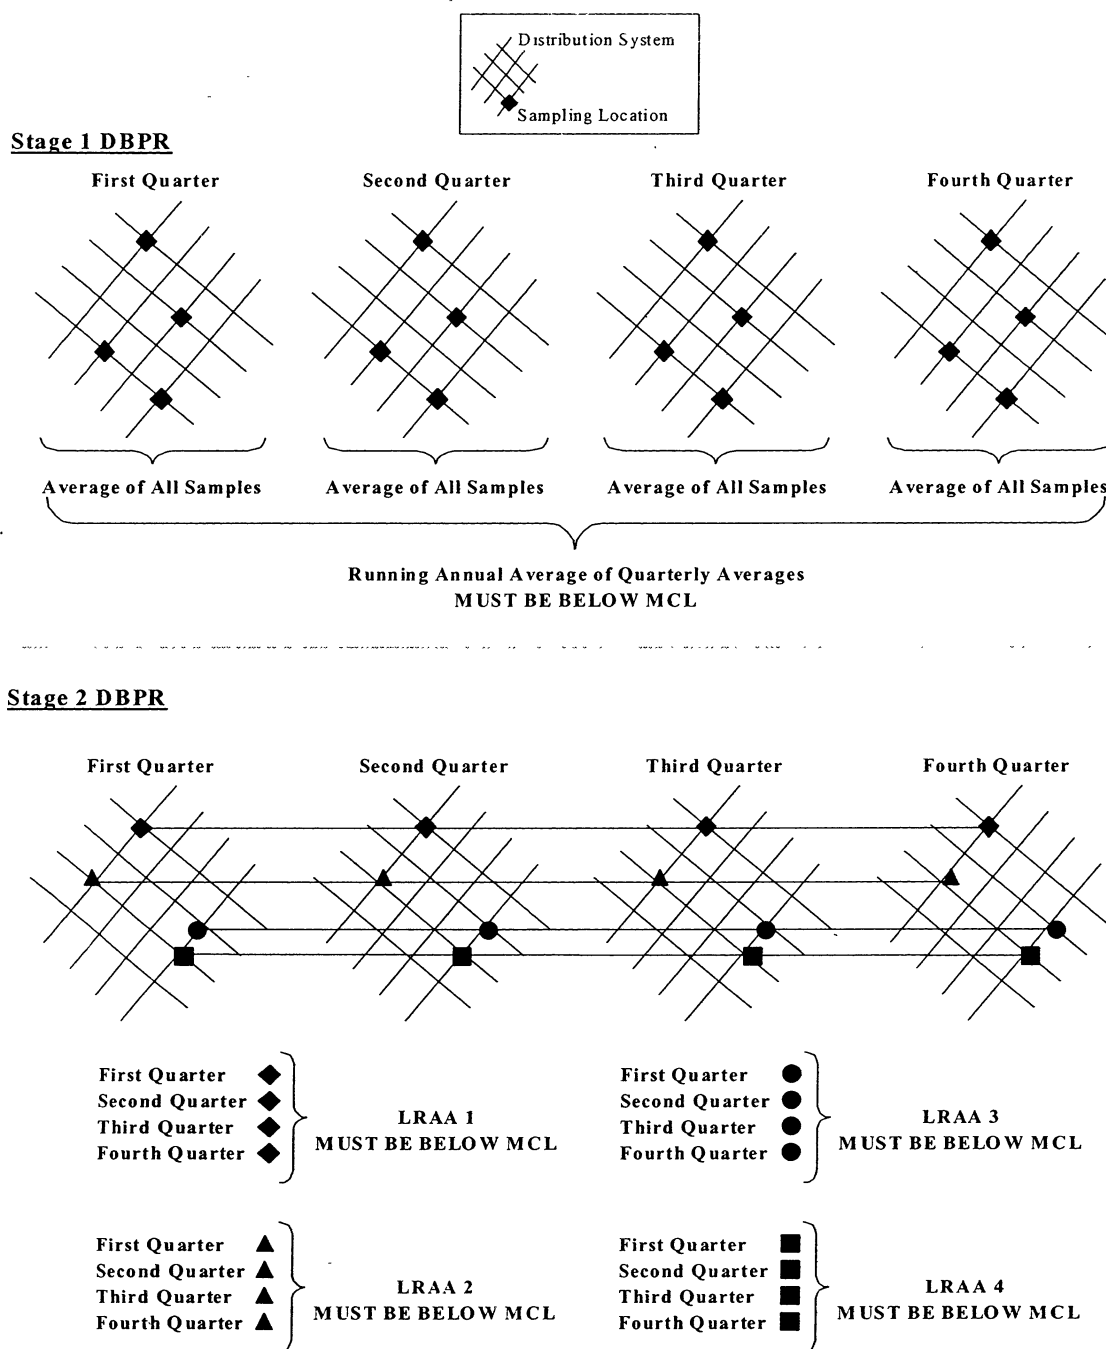 Distribution System
Sampling Location
Stage 1 DBPR
First Quarter Second Quarter Third Quarter Fourth Quarter
Average of All Samples Average of All Samples Average of All Samples Average of All Samples
Running Annual Average of Quarterly Averages
MUST BE BELOW MCL
Stage 2 DBPR
First Quarter Second Quarter Third Quarter Fourth Quarter
First Quarter
Second Quarter
Third Quarter
Fourth Quarter
LRAA 1
MUST BE BELOW MCL
First Quarter
Second Quarter
Third Quarter
Fourth Quarter
LRAA 3
MUST BE BELOW MCL
First Quarter
Second Quarter
Third Quarter
Fourth Quarter
LRAA 2
MUST BE BELOW MCL
First Quarter
Second Quarter
Third Quarter
Fourth Quarter
LRAA 4
MUST BE BELOW MCL